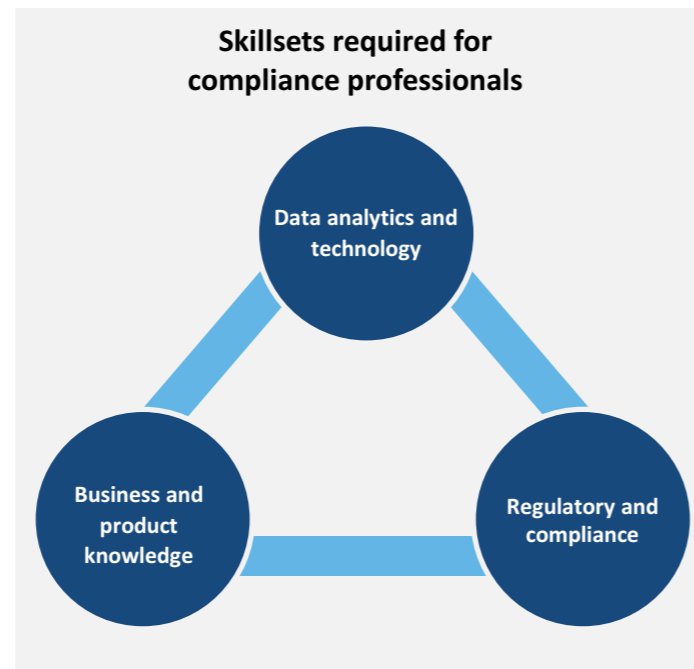 Skillsets required for
compliance professionals
Data analytics and
technology
Business and
product
knowledge
Regulatory and
compliance